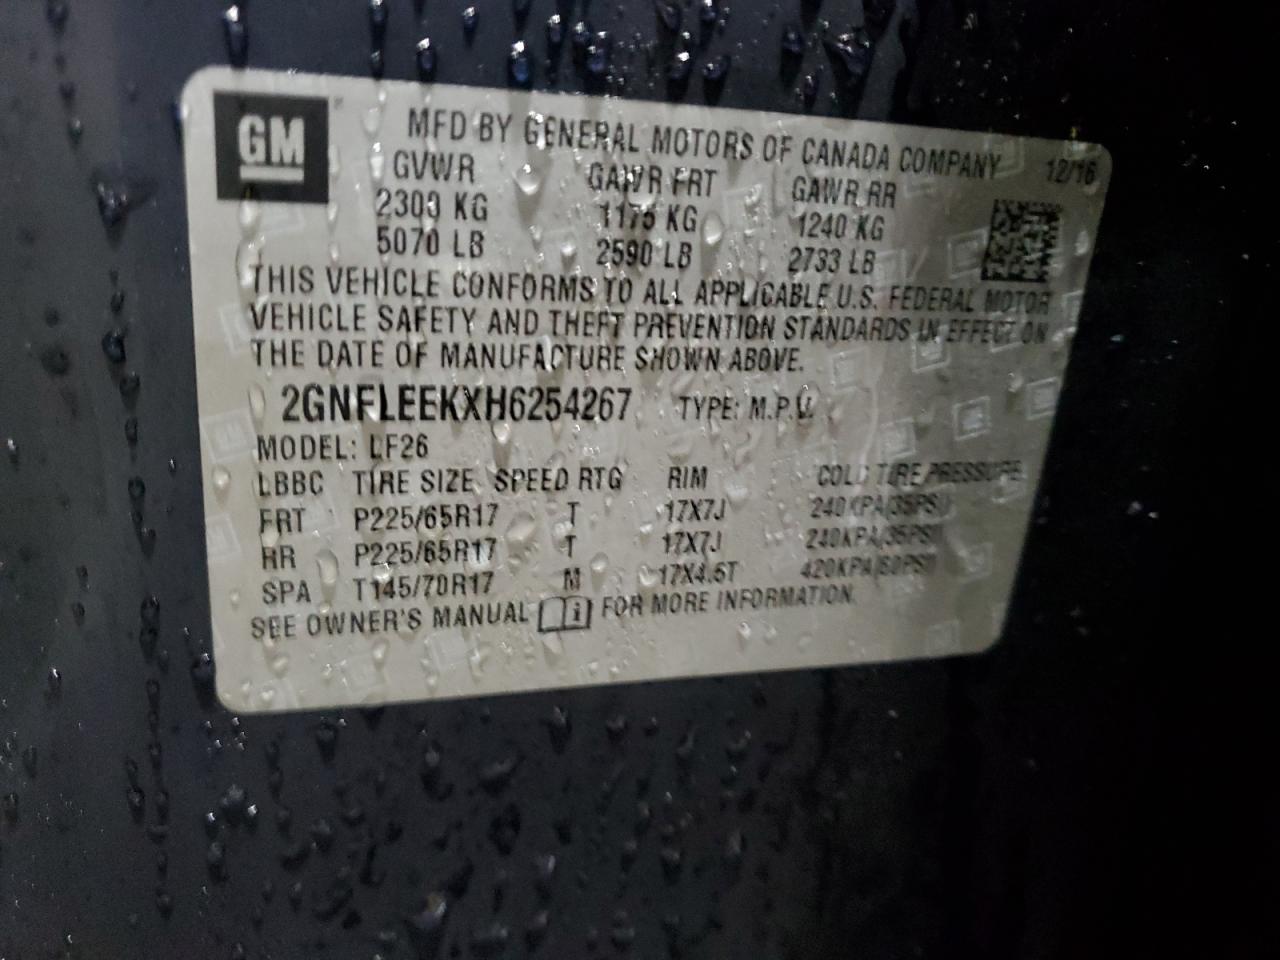 GM
MFD BY GENERAL MOTORS OF CANADA COMPANY 12/16
GVWR GAWR FRT GAWR RR
2300 KG 1175 KG 1240 KG
5070 LB 2590 LB 2733 LB
THIS VEHICLE CONFORMS TO ALL APPLICABLE U.S. FEDERAL MOTOR
VEHICLE SAFETY AND THEFT PREVENTION STANDARDS IN EFFECT ON
THE DATE OF MANUFACTURE SHOWN ABOVE.
2GNFLEEKXH6254267 TYPE: M.P.V.
MODEL: LF26
LBBC TIRE SIZE SPEED RTG RIM COLD TIRE PRESSURE
FRT P225/65R17 T 17X7J 240KPA(35PSI)
RR P225/65R17 T 17X7J 240KPA(35PSI)
SPA T145/70R17 M 17X4.5T 420KPA(60PSI)
SEE OWNER'S MANUAL FOR MORE INFORMATION.